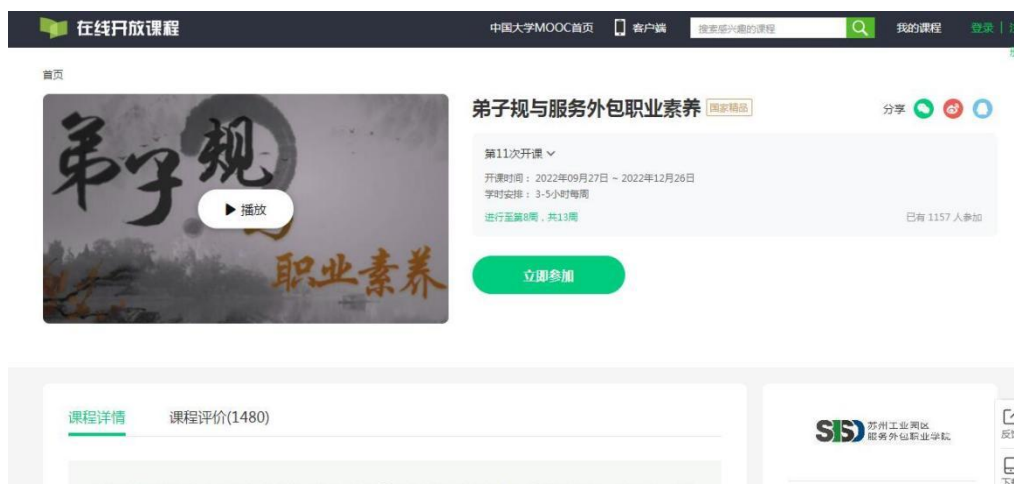 在线开放课程
中国大学MOOC首页 客户端 搜索感兴趣的课程 我的课程 登录 |
首页
弟子规与服务外包职业素养 国家精品
分享
弟子规
职业素养
播放
第11次开课
开课时间： 2022年09月27日 ~ 2022年12月26日
学时安排： 3-5小时每周
进行至第8周，共13周
已有 1157 人参加
立即参加
课程详情 课程评价(1480)
SISO 苏州工业园区
服务外包职业学院